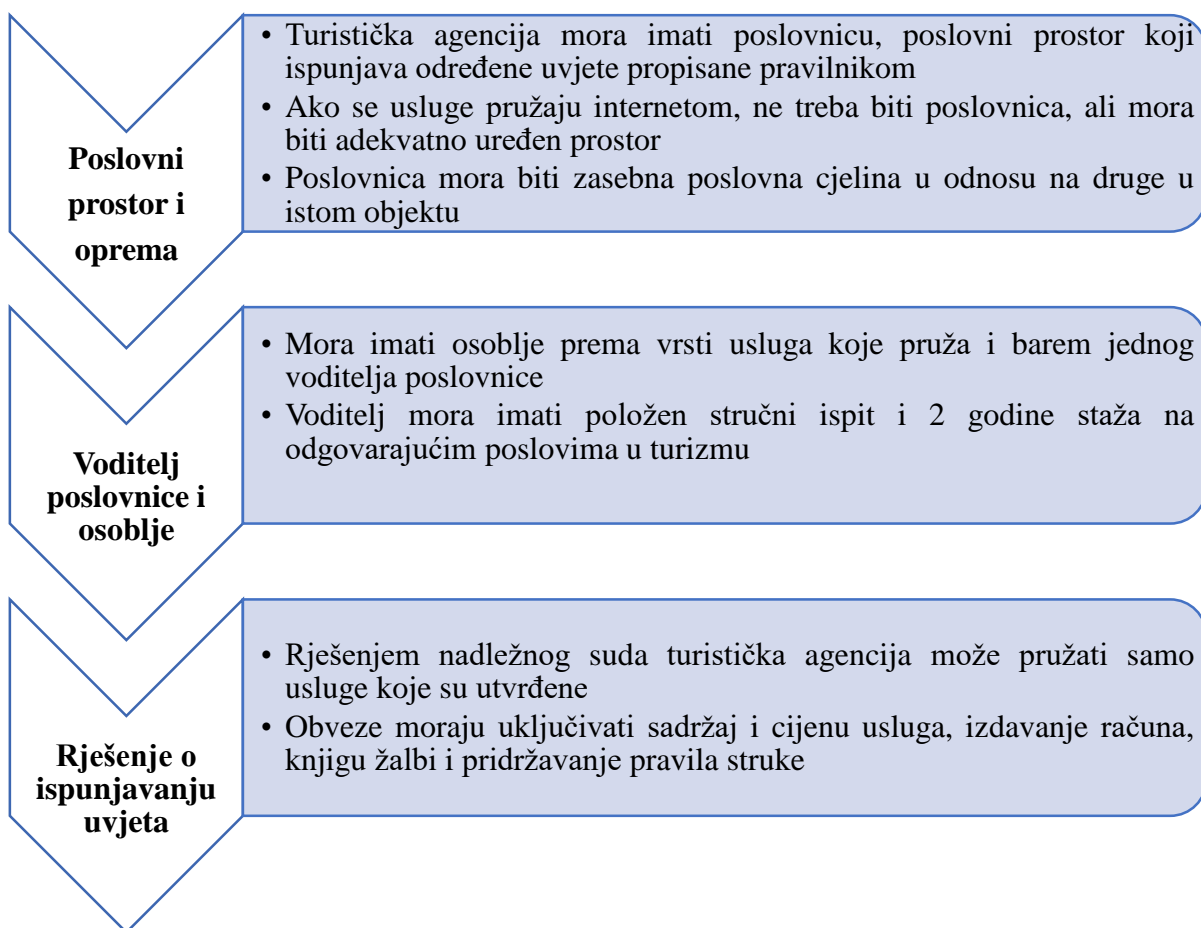 Poslovni
prostor i
oprema
• Turistička agencija mora imati poslovnicu, poslovni prostor koji
ispunjava određene uvjete propisane pravilnikom
• Ako se usluge pružaju internetom, ne treba biti poslovnica, ali mora
biti adekvatno uređen prostor
• Poslovnica mora biti zasebna poslovna cjelina u odnosu na druge u
istom objektu
Voditelj
poslovnice i
osoblje
• Mora imati osoblje prema vrsti usluga koje pruža i barem jednog
voditelja poslovnice
• Voditelj mora imati položen stručni ispit i 2 godine staža na
odgovarajućim poslovima u turizmu
Rješenje o
ispunjavanju
uvjeta
• Rješenjem nadležnog suda turistička agencija može pružati samo
usluge koje su utvrđene
• Obveze moraju uključivati sadržaj i cijenu usluga, izdavanje računa,
knjigu žalbi i pridržavanje pravila struke